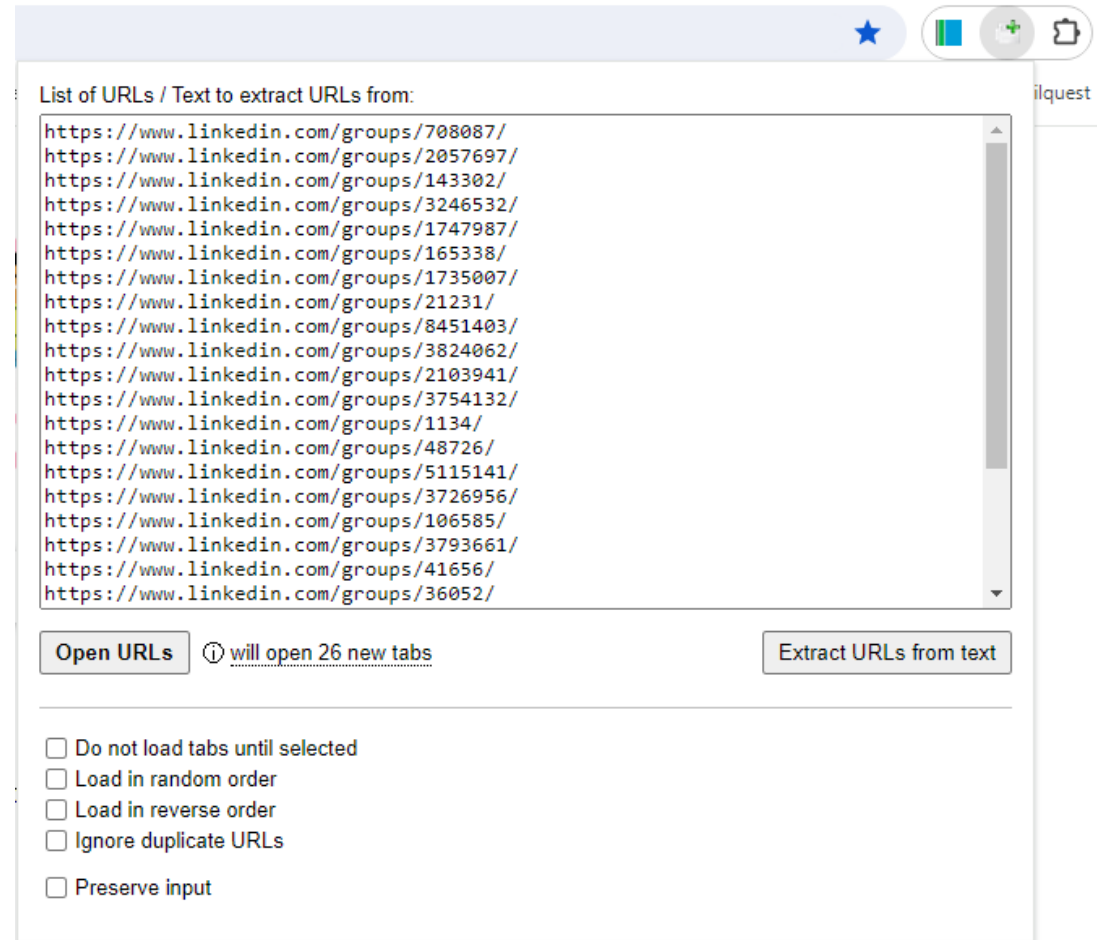 ilquest
List of URLs / Text to extract URLs from:
https://www.linkedin.com/groups/708087/
https://www.linkedin.com/groups/2057697/
https://www.linkedin.com/groups/143302/
https://www.linkedin.com/groups/3246532/
https://www.linkedin.com/groups/1747987/
https://www.linkedin.com/groups/165338/
https://www.linkedin.com/groups/1735007/
https://www.linkedin.com/groups/21231/
https://www.linkedin.com/groups/8451403/
https://www.linkedin.com/groups/3824062/
https://www.linkedin.com/groups/2103941/
https://www.linkedin.com/groups/3754132/
https://www.linkedin.com/groups/1134/
https://www.linkedin.com/groups/48726/
https://www.linkedin.com/groups/5115141/
https://www.linkedin.com/groups/3726956/
https://www.linkedin.com/groups/106585/
https://www.linkedin.com/groups/3793661/
https://www.linkedin.com/groups/41656/
https://www.linkedin.com/groups/36052/
Open URLs will open 26 new tabs Extract URLs from text
Do not load tabs until selected
Load in random order
Load in reverse order
Ignore duplicate URLs
Preserve input